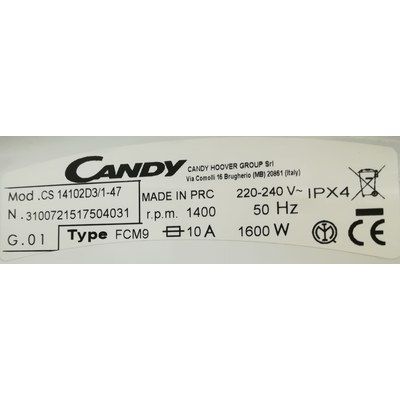 CANDY
CANDY HOOVER GROUP Srl
Via Comolli 16 Brugherio (MB) 20861 (Italy)
Mod .CS 14102D3/1-47
MADE IN PRC
220-240 V~
IPX4
N .3100721517504031
r.p.m. 1400
50 Hz
G.01
Type FCM9
10 A
1600 W
CE